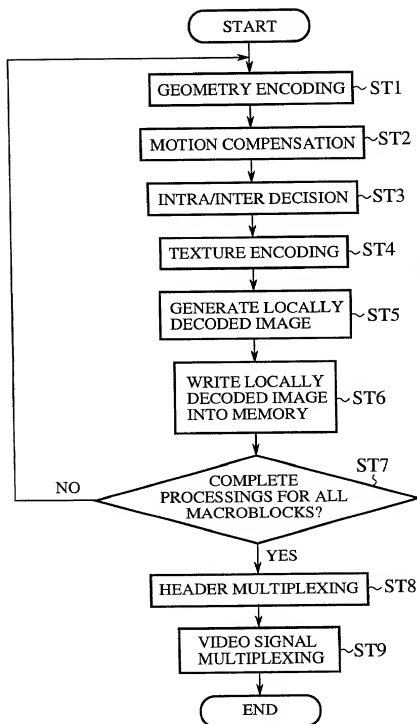 START
GEOMETRY ENCODING
ST1
MOTION COMPENSATION
ST2
INTRA/INTER DECISION
ST3
TEXTURE ENCODING
ST4
GENERATE LOCALLY
DECODED IMAGE
ST5
WRITE LOCALLY
DECODED IMAGE
INTO MEMORY
ST6
ST7
COMPLETE
PROCESSINGS FOR ALL
MACROBLOCKS?
NO
YES
HEADER MULTIPLEXING
ST8
VIDEO SIGNAL
MULTIPLEXING
ST9
END